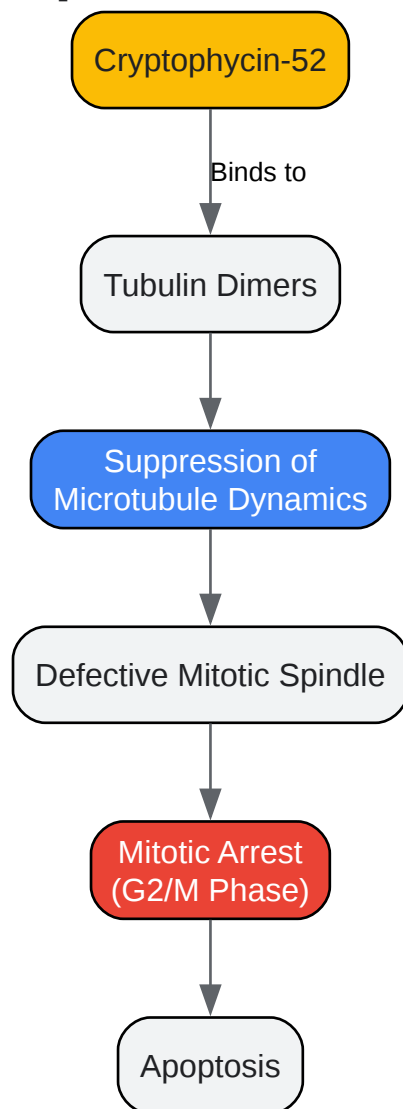 Cryptophycin-52
Binds to
Tubulin Dimers
Suppression of
Microtubule Dynamics
Defective Mitotic Spindle
Mitotic Arrest
(G2/M Phase)
Apoptosis